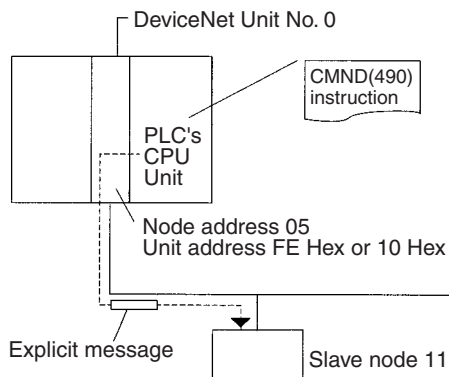 DeviceNet Unit No. 0
CMND(490)
instruction
PLC's
CPU
Unit
Node address 05
Unit address FE Hex or 10 Hex
Explicit message
Slave node 11